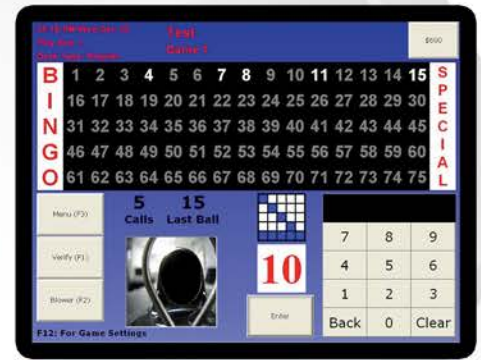 Test
Game 1
$600
B 1 2 3 4 5 6 7 8 9 10 11 12 13 14 15
I 16 17 18 19 20 21 22 23 24 25 26 27 28 29 30
N 31 32 33 34 35 36 37 38 39 40 41 42 43 44 45
G 46 47 48 49 50 51 52 53 54 55 56 57 58 59 60
O 61 62 63 64 65 66 67 68 69 70 71 72 73 74 75
SPECIAL
Menu (F3)
5 15
Calls Last Ball
Verify (F1)
Blower (F2)
10
Enter
7 8 9
4 5 6
1 2 3
Back 0 Clear
F12: For Game Settings